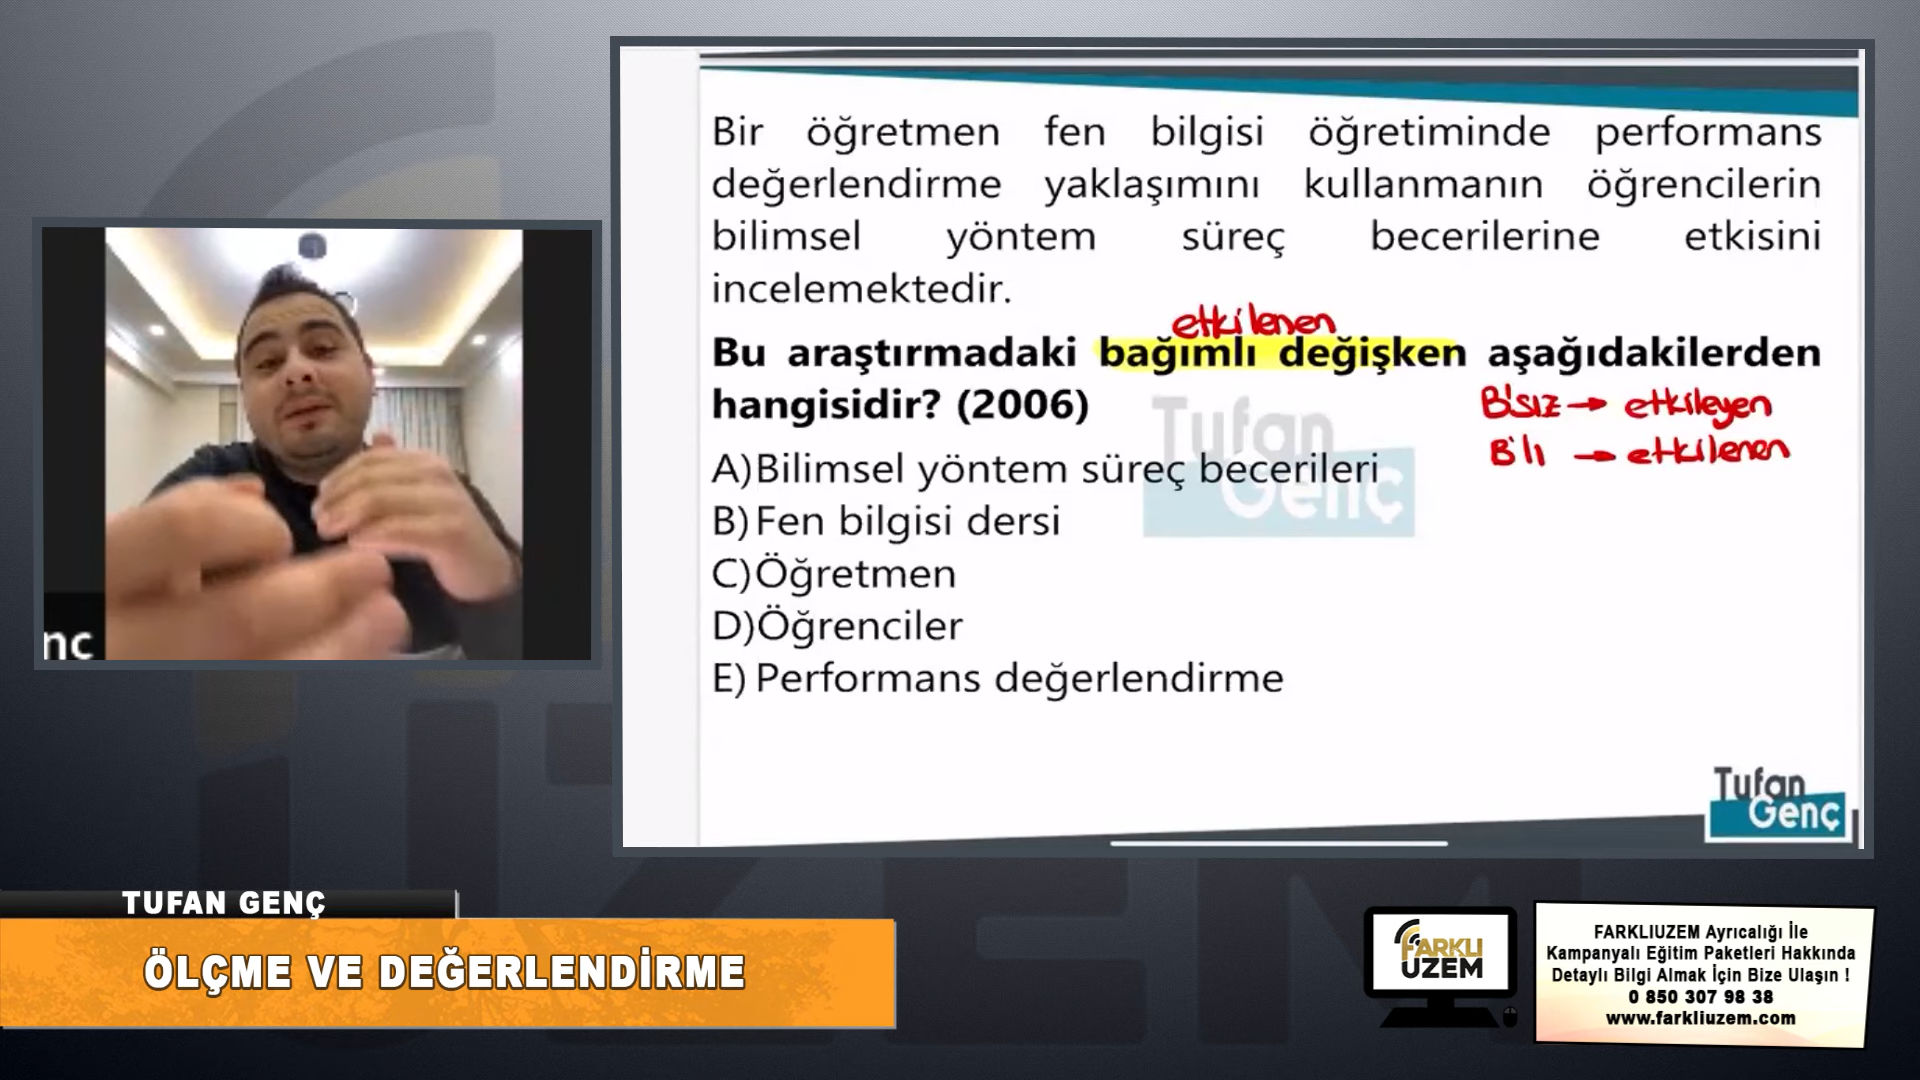 Bir öğretmen fen bilgisi öğretiminde performans
değerlendirme yaklaşımını kullanmanın öğrencilerin
bilimsel yöntem süreç becerilerine etkisini
incelemektedir.
etkilenen
Bu araştırmadaki bağımlı değişken aşağıdakilerden
hangisidir? (2006)
B'sız → etkileyen
B'lı → etkilenen
Tufan
Genç
A)Bilimsel yöntem süreç becerileri
B)Fen bilgisi dersi
C)Öğretmen
D)Öğrenciler
E)Performans değerlendirme
nç
Tufan
Genç
TUFAN GENÇ
ÖLÇME VE DEĞERLENDİRME
FARKLI
UZEM
FARKLIUZEM Ayrıcalığı İle
Kampanyalı Eğitim Paketleri Hakkında
Detaylı Bilgi Almak İçin Bize Ulaşın !
0 850 307 98 38
www.farkliuzem.com
ÜZEM